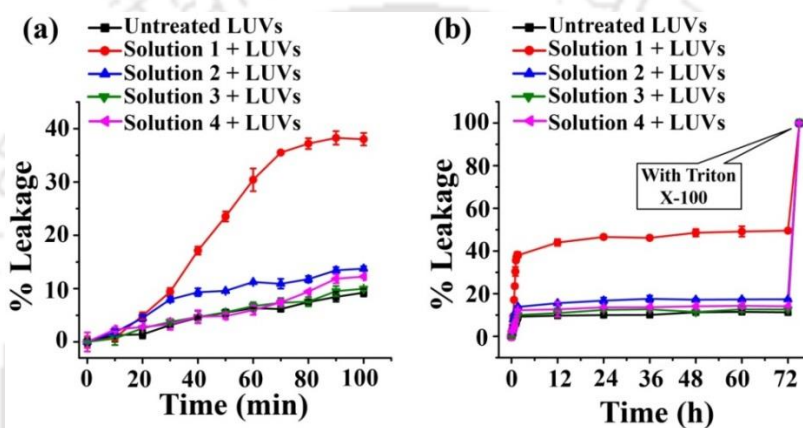 (a)
Untreated LUVs
Solution 1 + LUVs
Solution 2 + LUVs
Solution 3 + LUVs
Solution 4 + LUVs
% Leakage
40
30
20
10
0
0 20 40 60 80 100
Time (min)
(b)
Untreated LUVs
Solution 1 + LUVs
Solution 2 + LUVs
Solution 3 + LUVs
Solution 4 + LUVs
% Leakage
100
80
60
40
20
0
With Triton
X-100
0 12 24 36 48 60 72
Time (h)